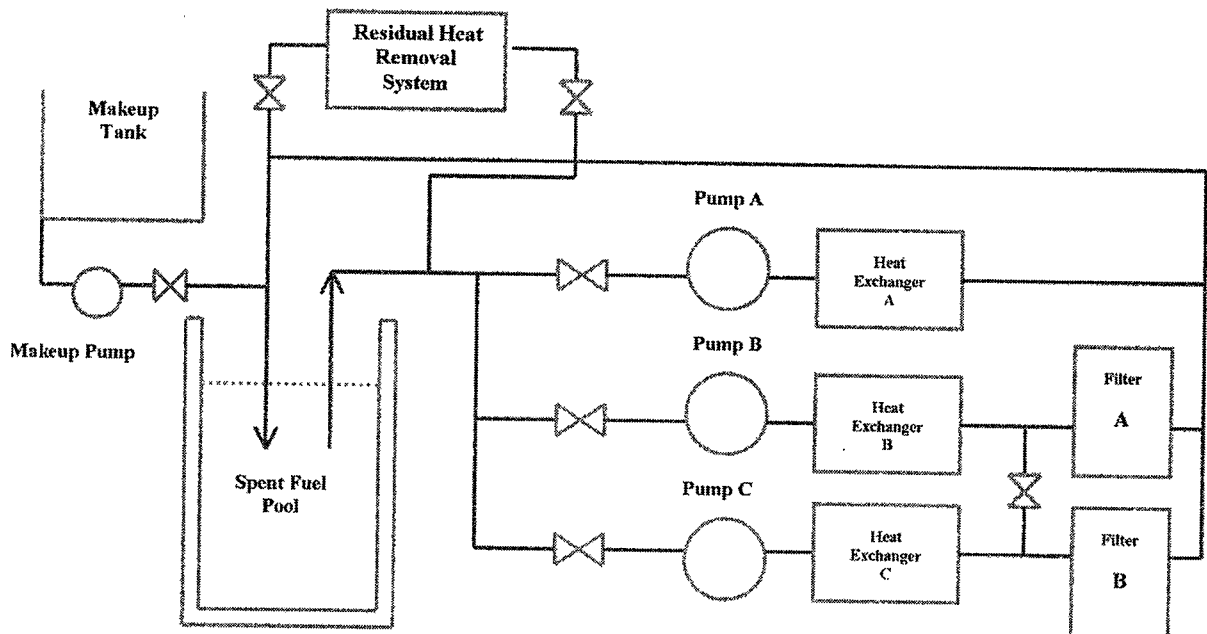 Residual Heat
Removal
System
Makeup
Tank
Makeup Pump
Spent Fuel
Pool
Pump A
Heat
Exchanger
A
Pump B
Heat
Exchanger
B
Pump C
Heat
Exchanger
C
Filter
A
Filter
B